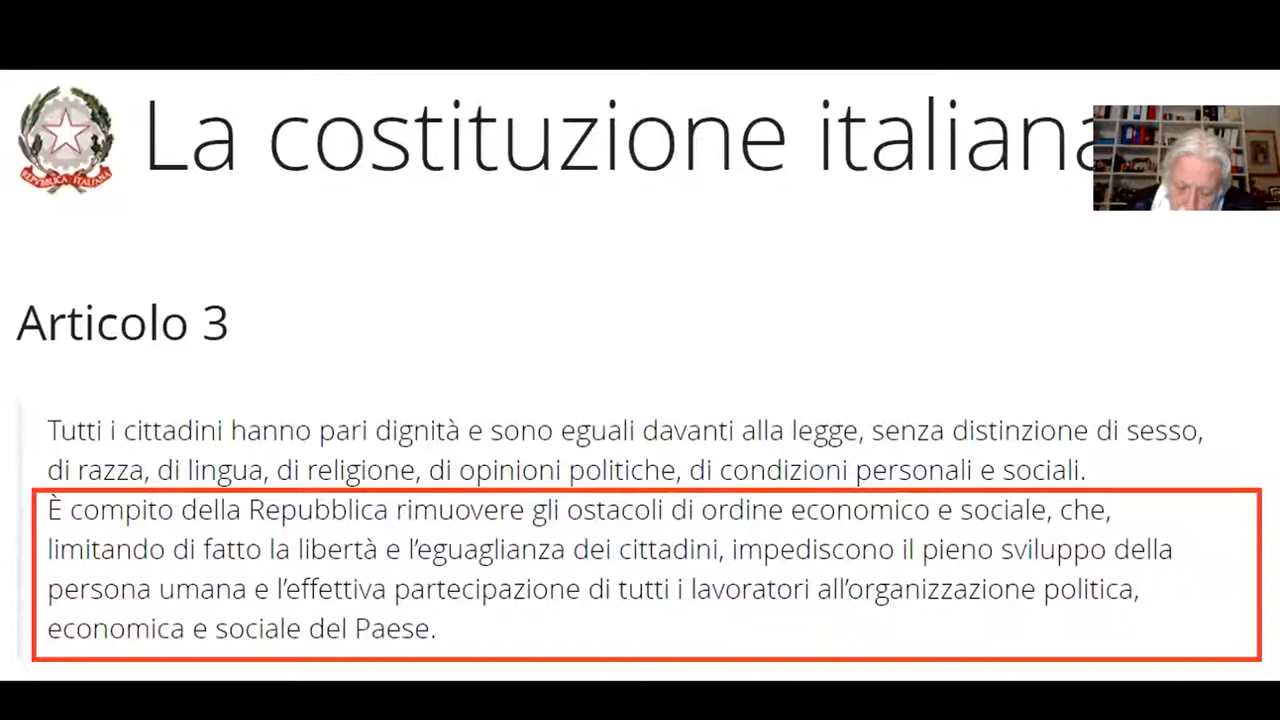 La costituzione italiana
REPVBBLICA ITALIANA
Articolo 3
Tutti i cittadini hanno pari dignità e sono eguali davanti alla legge, senza distinzione di sesso,
di razza, di lingua, di religione, di opinioni politiche, di condizioni personali e sociali.
È compito della Repubblica rimuovere gli ostacoli di ordine economico e sociale, che,
limitando di fatto la libertà e l’eguaglianza dei cittadini, impediscono il pieno sviluppo della
persona umana e l’effettiva partecipazione di tutti i lavoratori all’organizzazione politica,
economica e sociale del Paese.